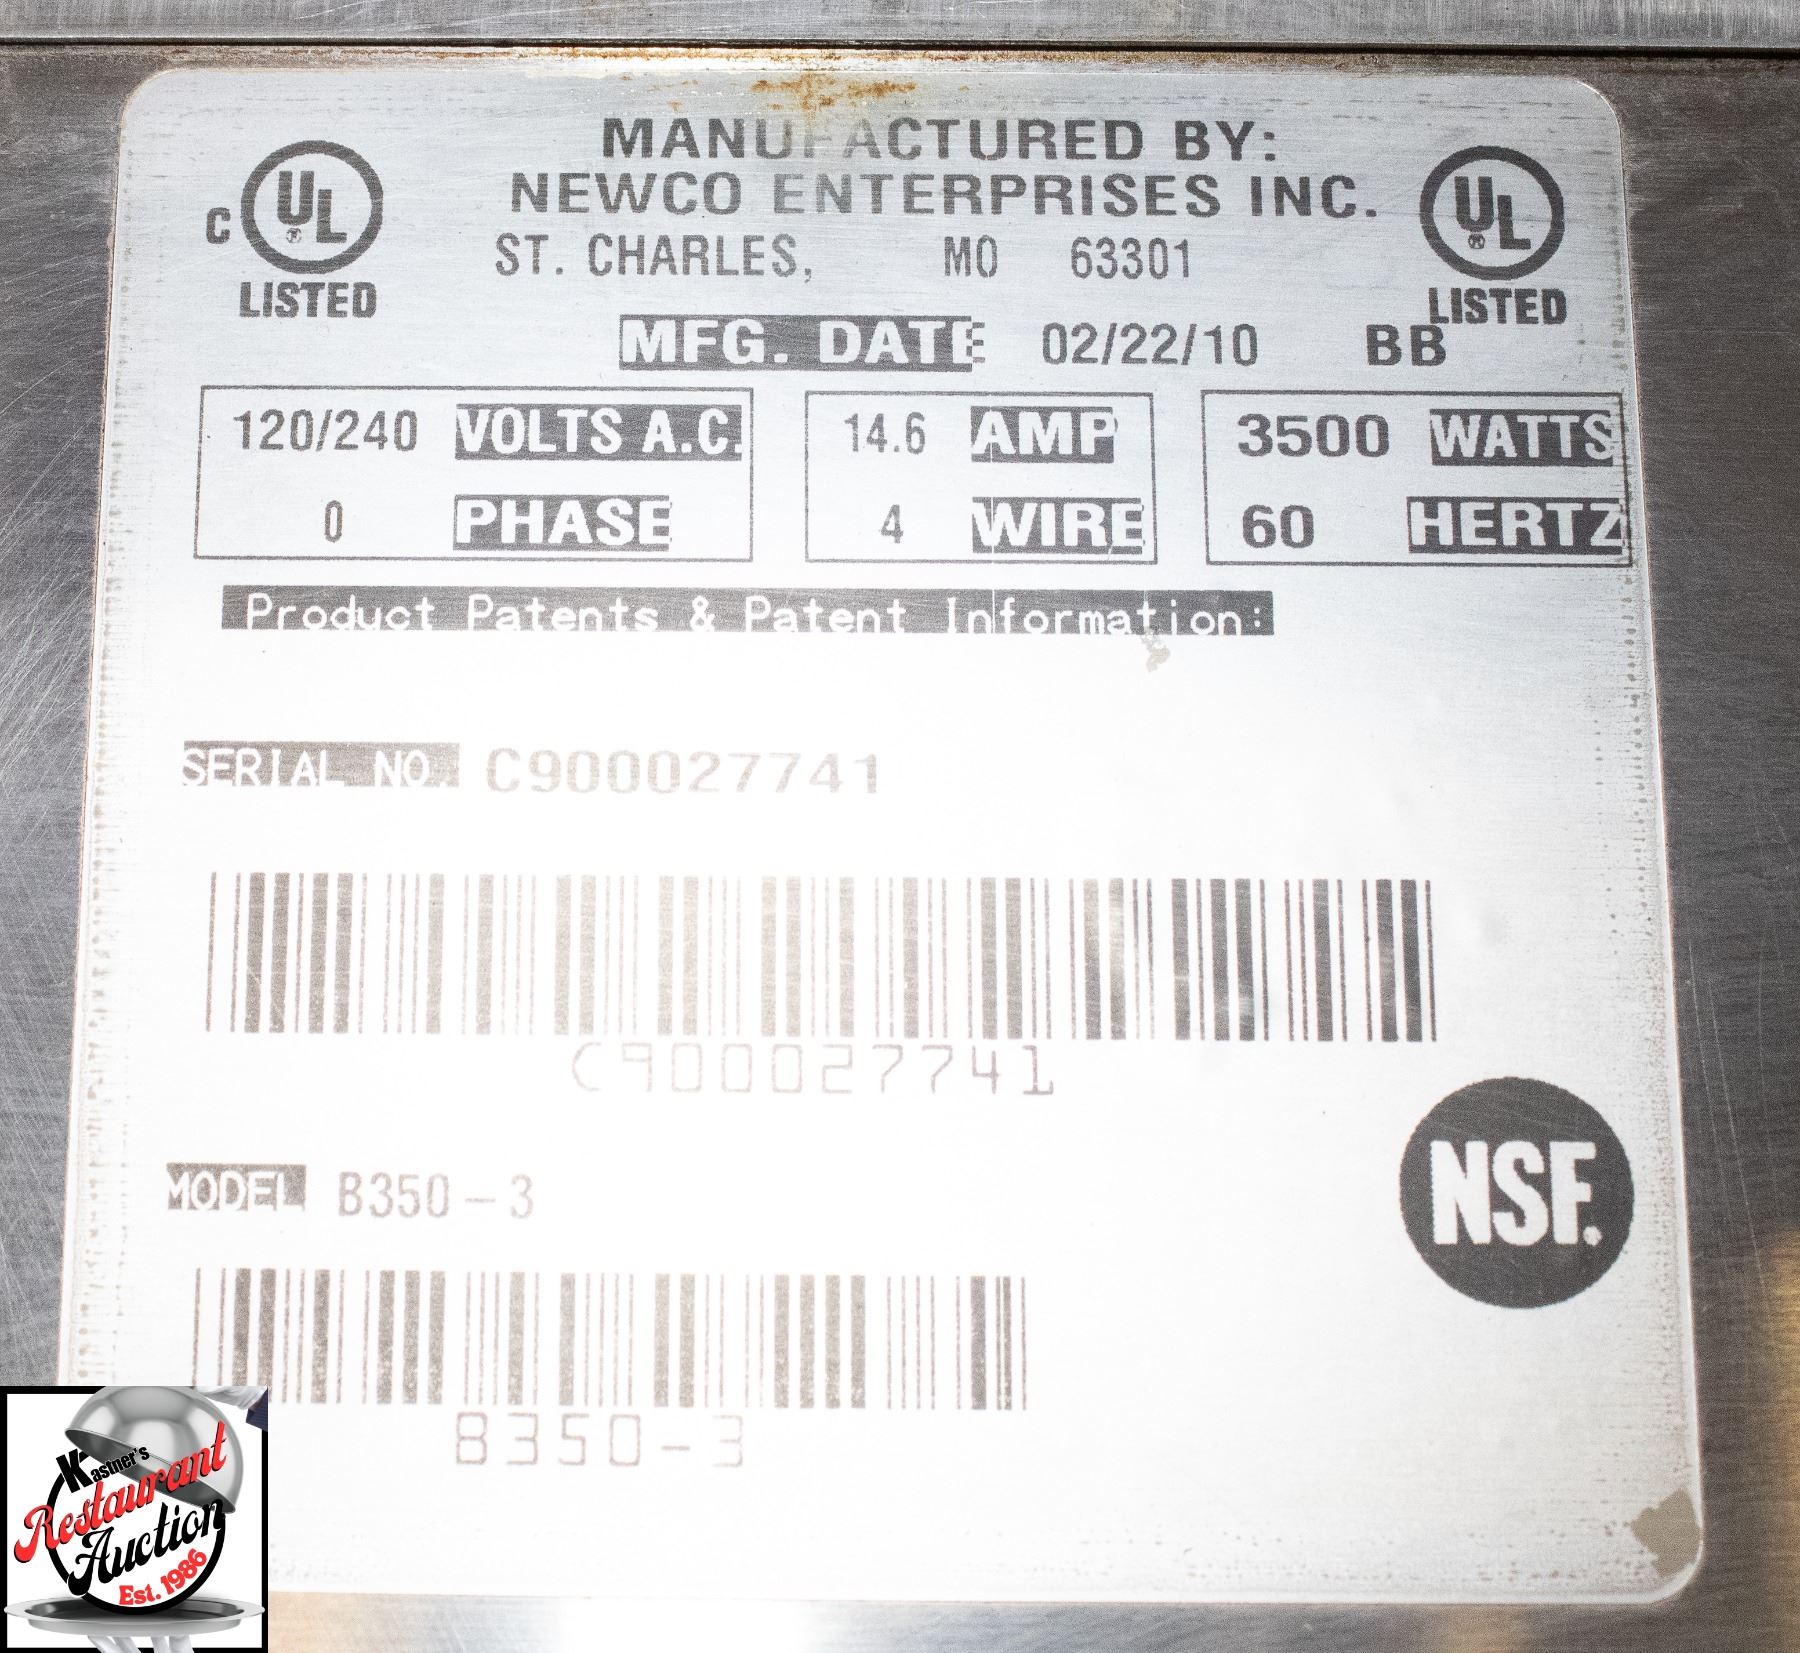 MANUFACTURED BY:
NEWCO ENTERPRISES INC.
ST. CHARLES, MO 63301
C UL LISTED
UL LISTED
MFG. DATE 02/22/10 BB
120/240 VOLTS A.C.
0 PHASE
14.6 AMP
4 WIRE
3500 WATTS
60 HERTZ
Product Patents & Patent Information:
SERIAL NO. C900027741
C900027741
MODEL B350-3
B350-3
NSF.
Kastner's
Restaurant
Auction
Est. 1986